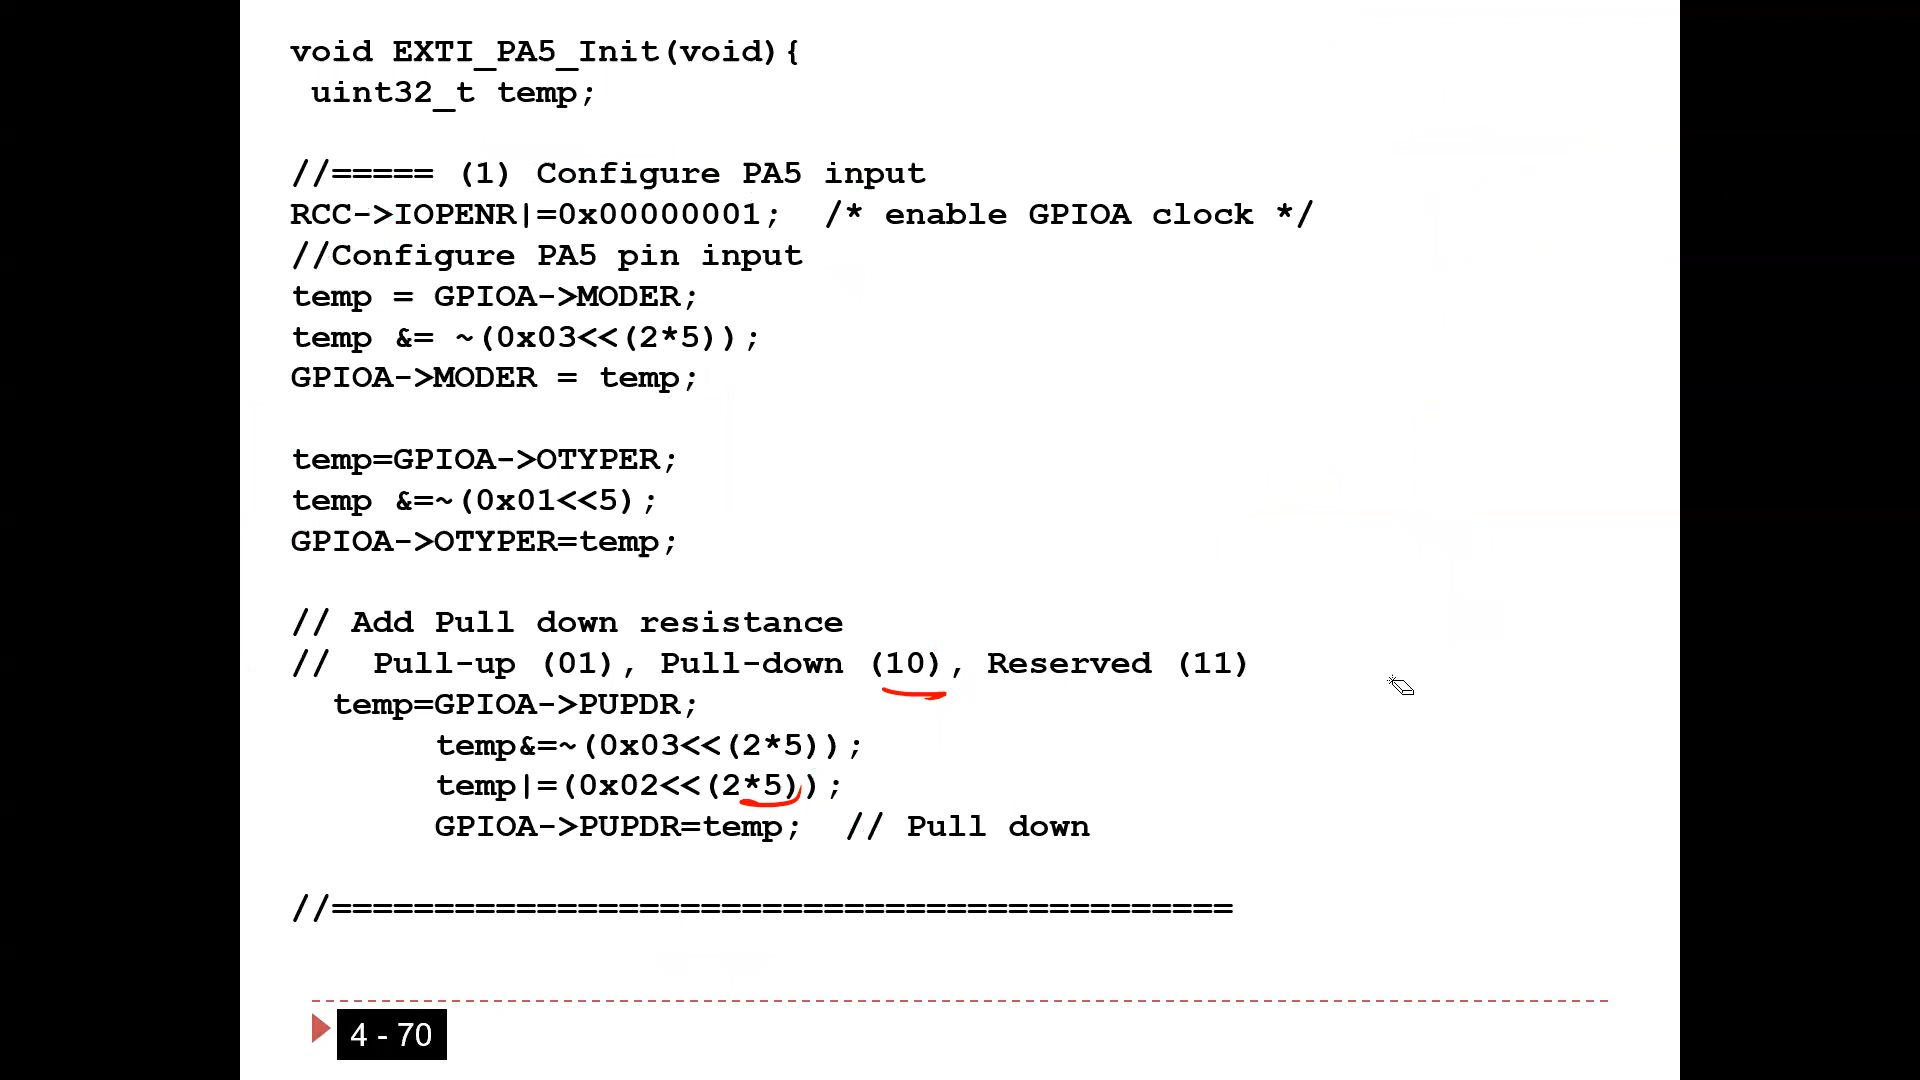 void EXTI_PA5_Init(void){
uint32_t temp;
//===== (1) Configure PA5 input
RCC->IOPENR|=0x00000001; /* enable GPIOA clock */
//Configure PA5 pin input
temp = GPIOA->MODER;
temp &= ~(0x03<<(2*5));
GPIOA->MODER = temp;
temp=GPIOA->OTYPER;
temp &=~(0x01<<5);
GPIOA->OTYPER=temp;
// Add Pull down resistance
// Pull-up (01), Pull-down (10), Reserved (11)
temp=GPIOA->PUPDR;
temp&=~(0x03<<(2*5));
temp|=(0x02<<(2*5));
GPIOA->PUPDR=temp; // Pull down
//============================================
4 - 70